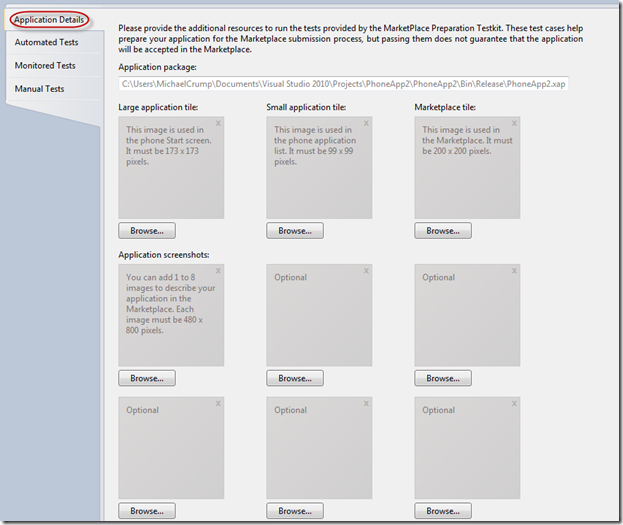 Application Details
Automated Tests
Monitored Tests
Manual Tests
Please provide the additional resources to run the tests provided by the MarketPlace Preparation Testkit. These test cases help
prepare your application for the Marketplace submission process, but passing them does not guarantee that the application
will be accepted in the Marketplace.
Application package:
C:\Users\MichaelCrump\Documents\Visual Studio 2010\Projects\PhoneApp2\PhoneApp2\Bin\Release\PhoneApp2.xap
Large application tile:
x
This image is used in
the phone Start screen.
It must be 173 x 173
pixels.
Browse...
Small application tile:
x
This image is used in
the phone application
list. It must be 99 x 99
pixels.
Browse...
Marketplace tile:
x
This image is used in
the Marketplace. It must
be 200 x 200 pixels.
Browse...
Application screenshots:
x
You can add 1 to 8
images to describe your
application in the
Marketplace. Each
image must be 480 x
800 pixels.
Browse...
x
Optional
Browse...
x
Optional
Browse...
x
Optional
Browse...
x
Optional
Browse...
x
Optional
Browse...